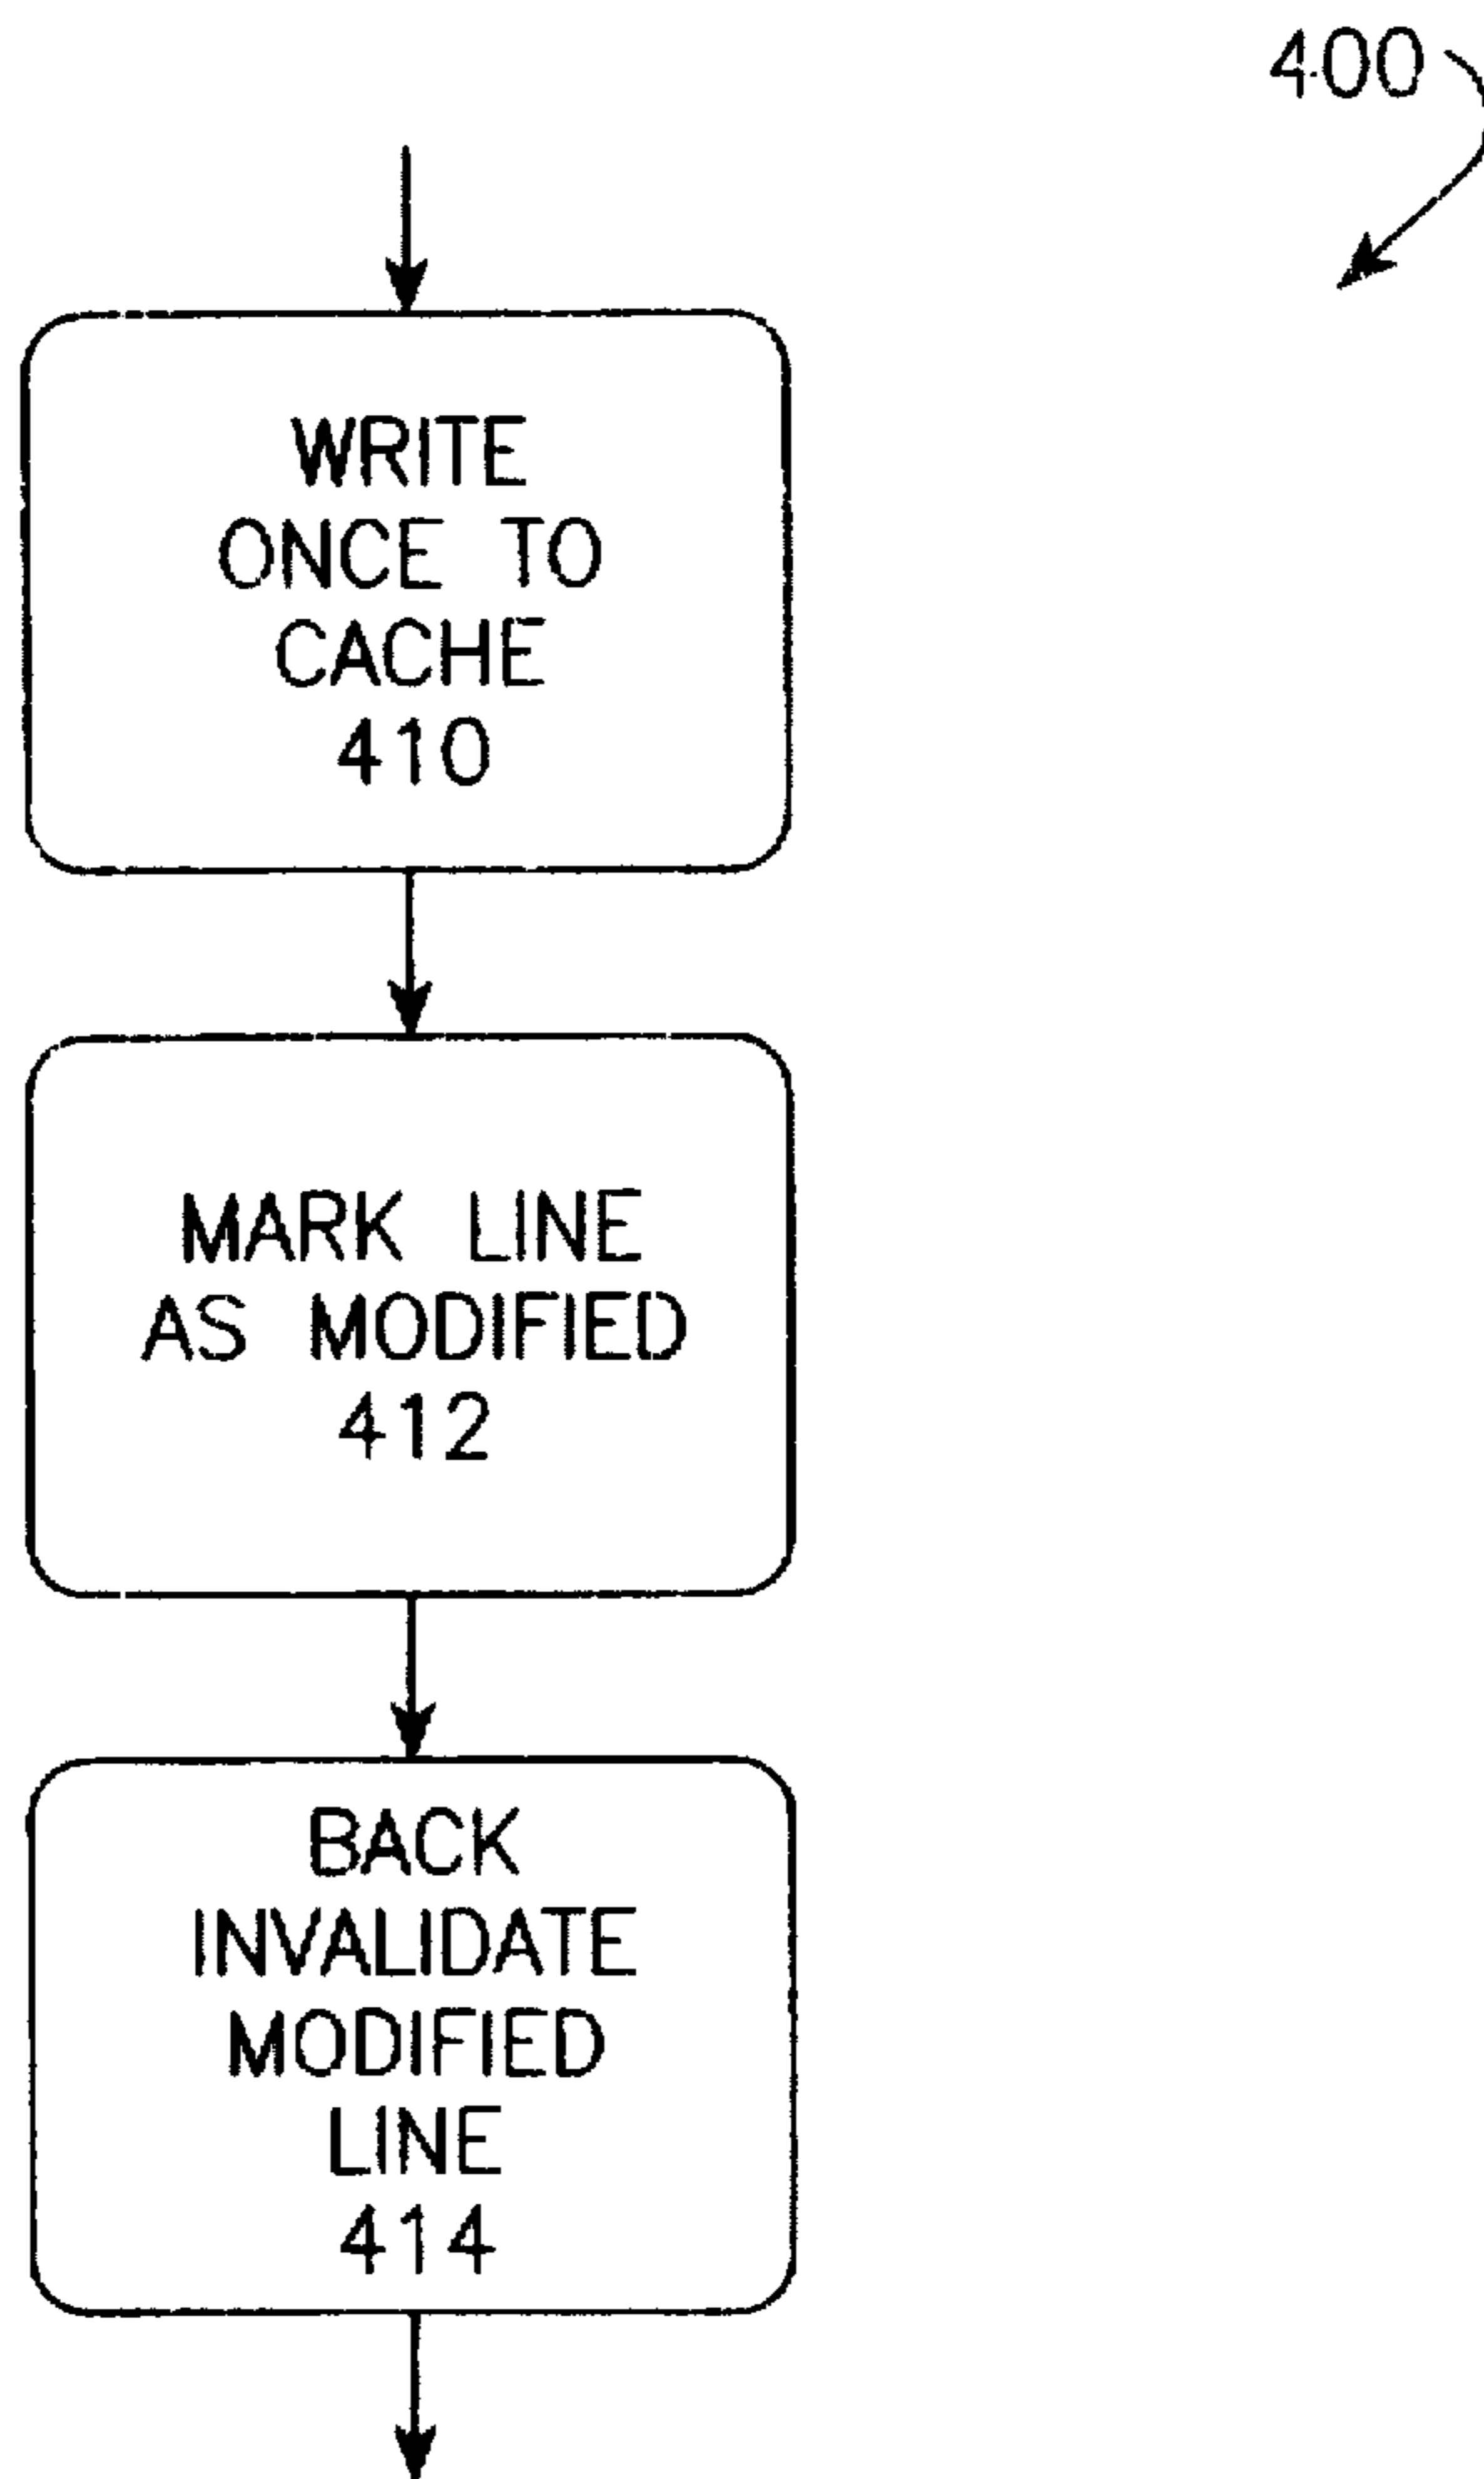 400
WRITE
ONCE TO
CACHE
410
MARK LINE
AS MODIFIED
412
BACK
INVALIDATE
MODIFIED
LINE
414